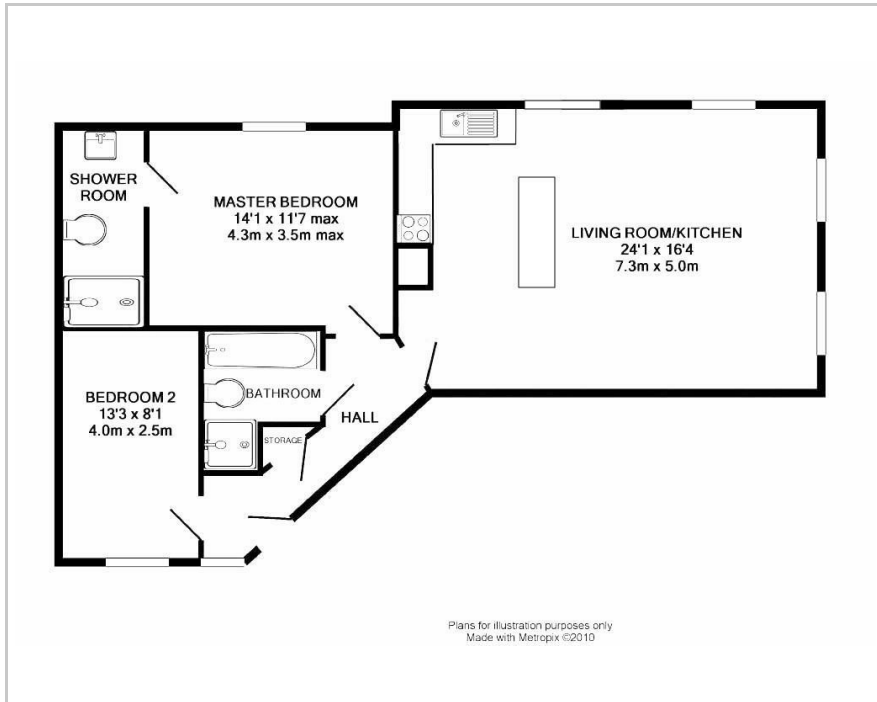 SHOWER
ROOM
MASTER BEDROOM
14'1 x 11'7 max
4.3m x 3.5m max
LIVING ROOM/KITCHEN
24'1 x 16'4
7.3m x 5.0m
BEDROOM 2
13'3 x 8'1
4.0m x 2.5m
BATHROOM
HALL
STORAGE
Plans for illustration purposes only
Made with Metropix ©2010